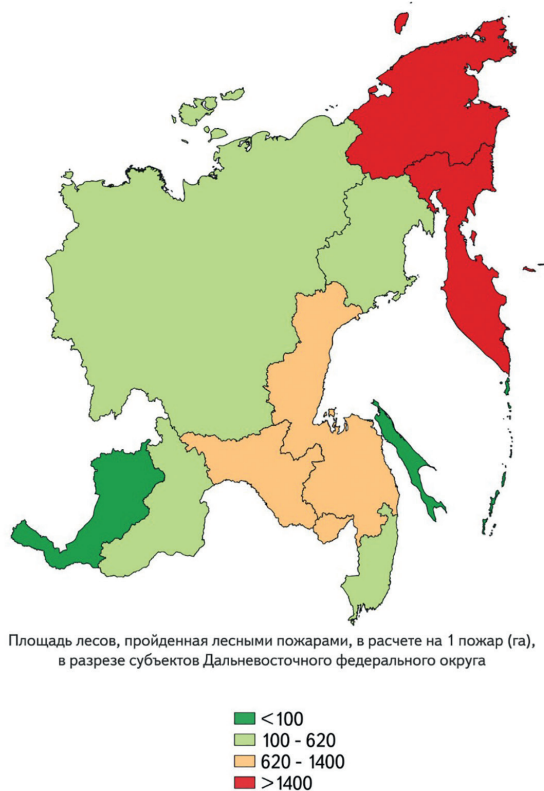 Площадь лесов, пройденная лесными пожарами, в расчете на 1 пожар (га),
в разрезе субъектов Дальневосточного федерального округа
<100
100 - 620
620 - 1400
>1400